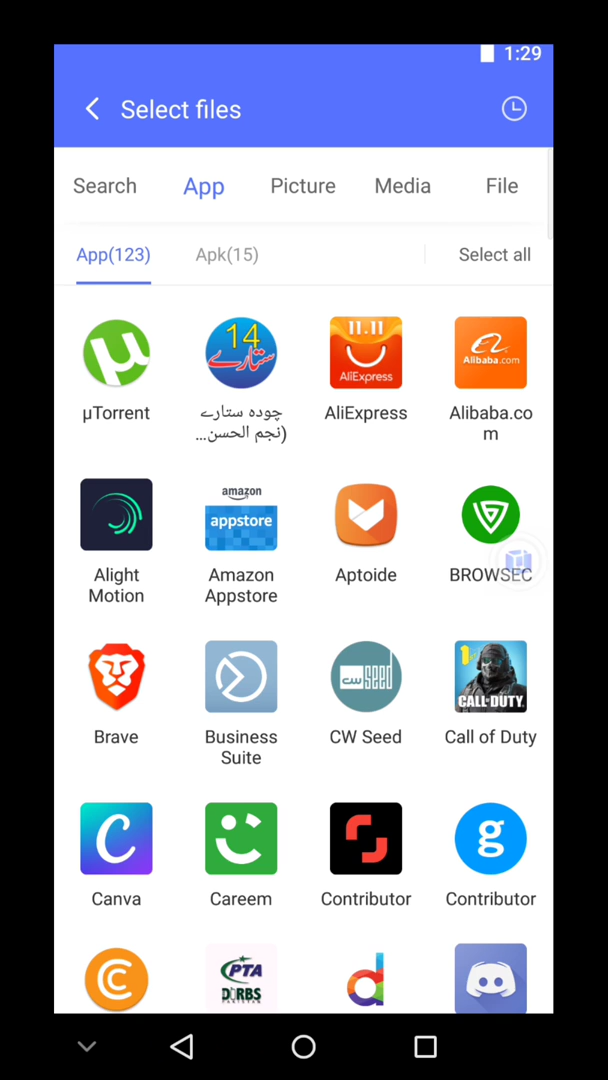 1:29
Select files
Search App Picture Media File
App(123) Apk(15) Select all
14
ستارے
11.11
AliExpress
Alibaba.com
µTorrent
چودہ ستارے
(نجم الحسن...
AliExpress
Alibaba.co
m
amazon
appstore
Alight
Motion
Amazon
Appstore
Aptoide
BROWSEC
cw seed
CALL OF DUTY
Brave
Business
Suite
CW Seed
Call of Duty
Canva
Careem
Contributor
Contributor
PTA
DIRBS
PAKISTAN